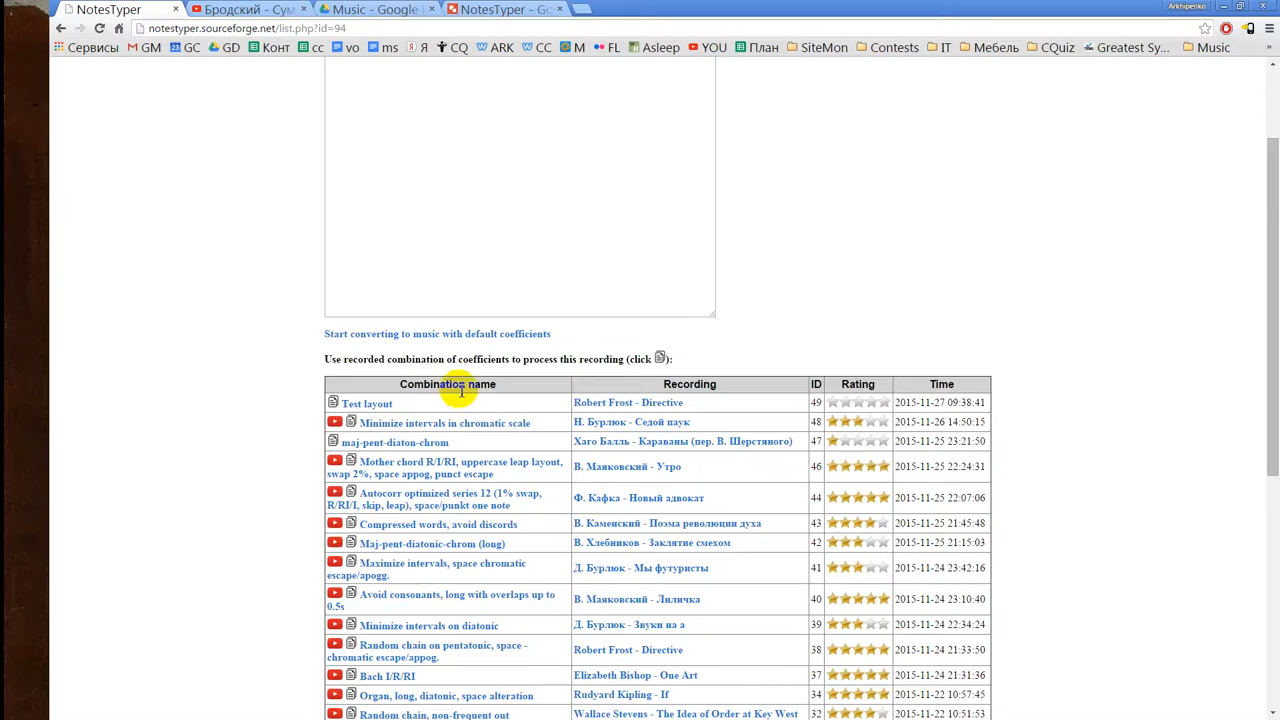 NotesTyper
Бродский - Сум
Music - Google
NotesTyper - Go
Arkhipenko
notestyper.sourceforge.net/list.php?id=94
Сервисы GM GC GD Конт cc vo ms Я CQ WC ARK CC M FL Asleep YOU План SiteMon Contests IT Мебель CQuiz Greatest Sy... Music »
Start converting to music with default coefficients
Use recorded combination of coefficients to process this recording (click ):
Combination name Recording ID Rating Time
Test layout Robert Frost - Directive 49 2015-11-27 09:38:41
Minimize intervals in chromatic scale Н. Бурлюк - Седой паук 48 2015-11-26 14:50:15
maj-pent-diaton-chrom Хаго Балль - Караваны (пер. В. Шерстяного) 47 2015-11-25 23:21:50
Mother chord R/I/RI, uppercase leap layout,
swap 2%, space appog, punct escape В. Маяковский - Утро 46 2015-11-25 22:24:31
Autocorr optimized series 12 (1% swap,
R/RI/I, skip, leap), space/punkt one note Ф. Кафка - Новый адвокат 44 2015-11-25 22:07:06
Compressed words, avoid discords В. Каменский - Поэма революции духа 43 2015-11-25 21:45:48
Maj-pent-diatonic-chrom (long) В. Хлебников - Заклятие смехом 42 2015-11-25 21:15:03
Maximize intervals, space chromatic
escape/apogg. Д. Бурлюк - Мы футуристы 41 2015-11-24 23:42:16
Avoid consonants, long with overlaps up to
0.5s В. Маяковский - Лиличка 40 2015-11-24 23:10:40
Minimize intervals on diatonic Д. Бурлюк - Звуки на а 39 2015-11-24 22:34:24
Random chain on pentatonic, space -
chromatic escape/appog. Robert Frost - Directive 38 2015-11-24 21:33:50
Bach I/R/RI Elizabeth Bishop - One Art 37 2015-11-24 21:31:36
Organ, long, diatonic, space alteration Rudyard Kipling - If 34 2015-11-22 10:57:45
Random chain, non-frequent out Wallace Stevens - The Idea of Order at Key West 32 2015-11-22 10:51:53